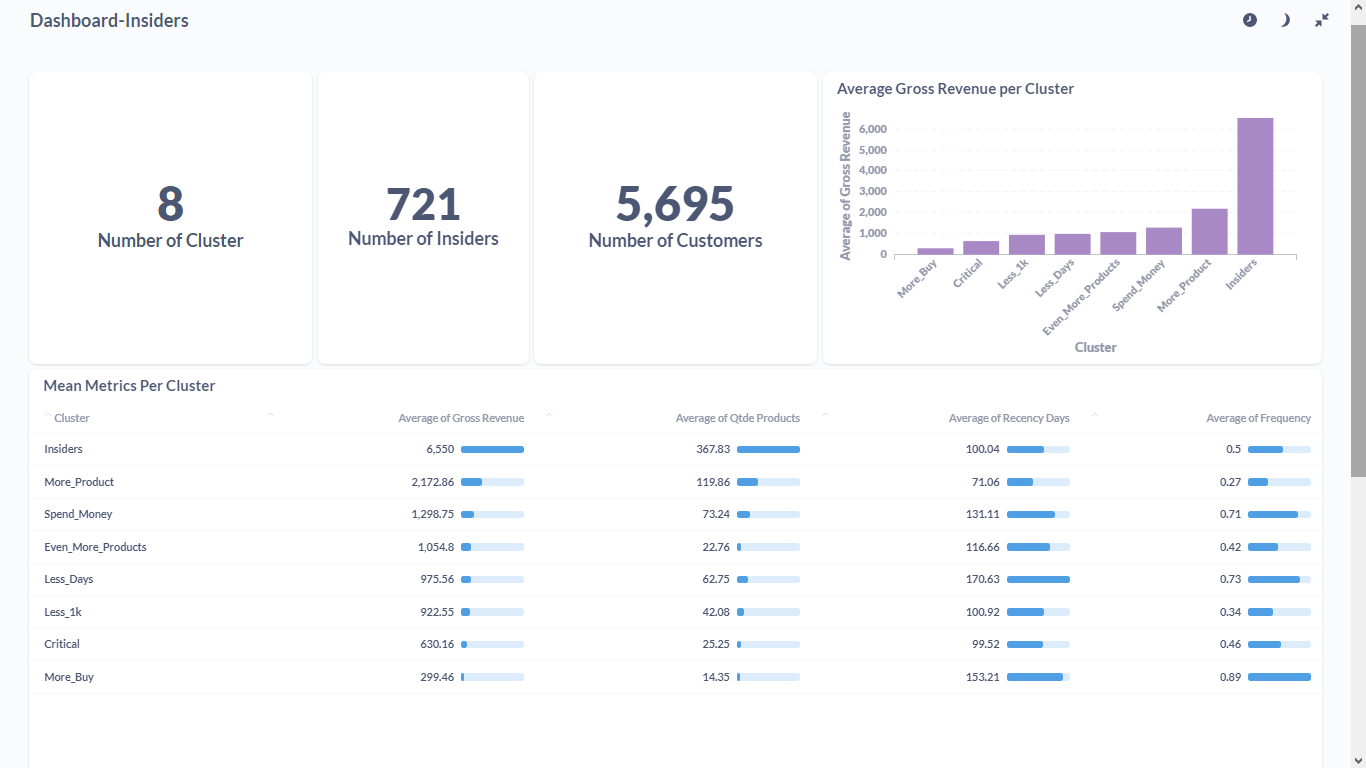 Dashboard-Insiders
8
Number of Cluster
721
Number of Insiders
5,695
Number of Customers
Average Gross Revenue per Cluster
Average of Gross Revenue
6,000
5,000
4,000
3,000
2,000
1,000
0
More_Buy
Critical
Less_1k
Less_Days
Even_More_Products
Spend_Money
More_Product
Insiders
Cluster
Mean Metrics Per Cluster
Cluster Average of Gross Revenue Average of Qtde Products Average of Recency Days Average of Frequency
Insiders 6,550 367.83 100.04 0.5
More_Product 2,172.86 119.86 71.06 0.27
Spend_Money 1,298.75 73.24 131.11 0.71
Even_More_Products 1,054.8 22.76 116.66 0.42
Less_Days 975.56 62.75 170.63 0.73
Less_1k 922.55 42.08 100.92 0.34
Critical 630.16 25.25 99.52 0.46
More_Buy 299.46 14.35 153.21 0.89